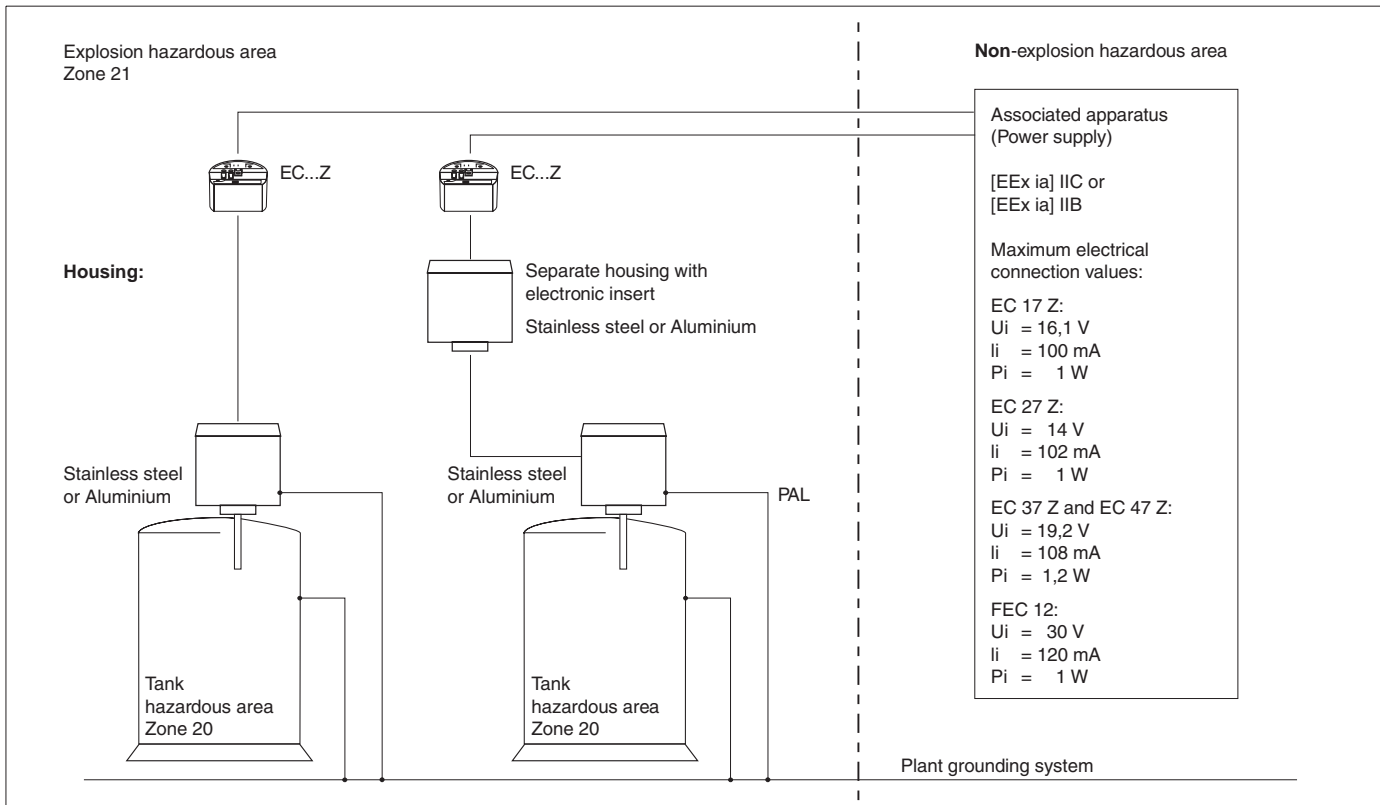 Explosion hazardous area
Zone 21
Non-explosion hazardous area
EC...Z
EC...Z
Housing:
Separate housing with
electronic insert
Stainless steel or Aluminium
Stainless steel
or Aluminium
Stainless steel
or Aluminium
PAL
Tank
hazardous area
Zone 20
Tank
hazardous area
Zone 20
Associated apparatus
(Power supply)
[EEx ia] IIC or
[EEx ia] IIB
Maximum electrical
connection values:
EC 17 Z:
Ui = 16,1 V
Ii = 100 mA
Pi = 1 W
EC 27 Z:
Ui = 14 V
Ii = 102 mA
Pi = 1 W
EC 37 Z and EC 47 Z:
Ui = 19,2 V
Ii = 108 mA
Pi = 1,2 W
FEC 12:
Ui = 30 V
Ii = 120 mA
Pi = 1 W
Plant grounding system